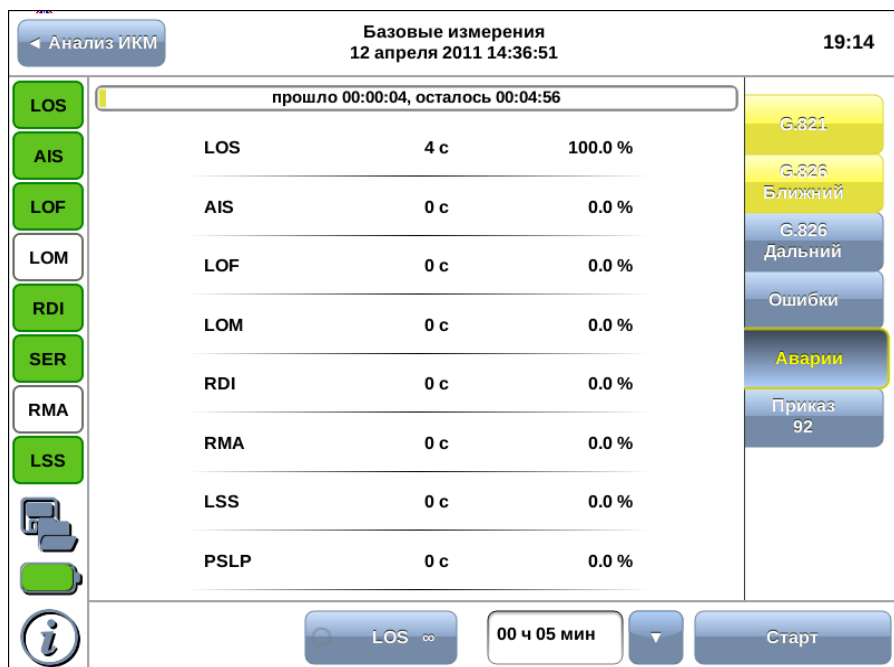 ◄ Анализ ИКМ
Базовые измерения
12 апреля 2011 14:36:51
19:14
LOS
AIS
LOF
LOM
RDI
SER
RMA
LSS
i
прошло 00:00:04, осталось 00:04:56
LOS 4 с 100.0 %
AIS 0 с 0.0 %
LOF 0 с 0.0 %
LOM 0 с 0.0 %
RDI 0 с 0.0 %
RMA 0 с 0.0 %
LSS 0 с 0.0 %
PSLP 0 с 0.0 %
G.821
G.826
Ближний
G.826
Дальний
Ошибки
Аварии
Приказ
92
LOS ∞
00 ч 05 мин
▼
Старт